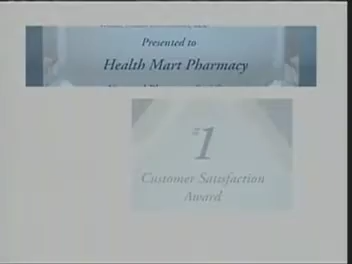 Presented to
Health Mart Pharmacy
#1
Customer Satisfaction
Award